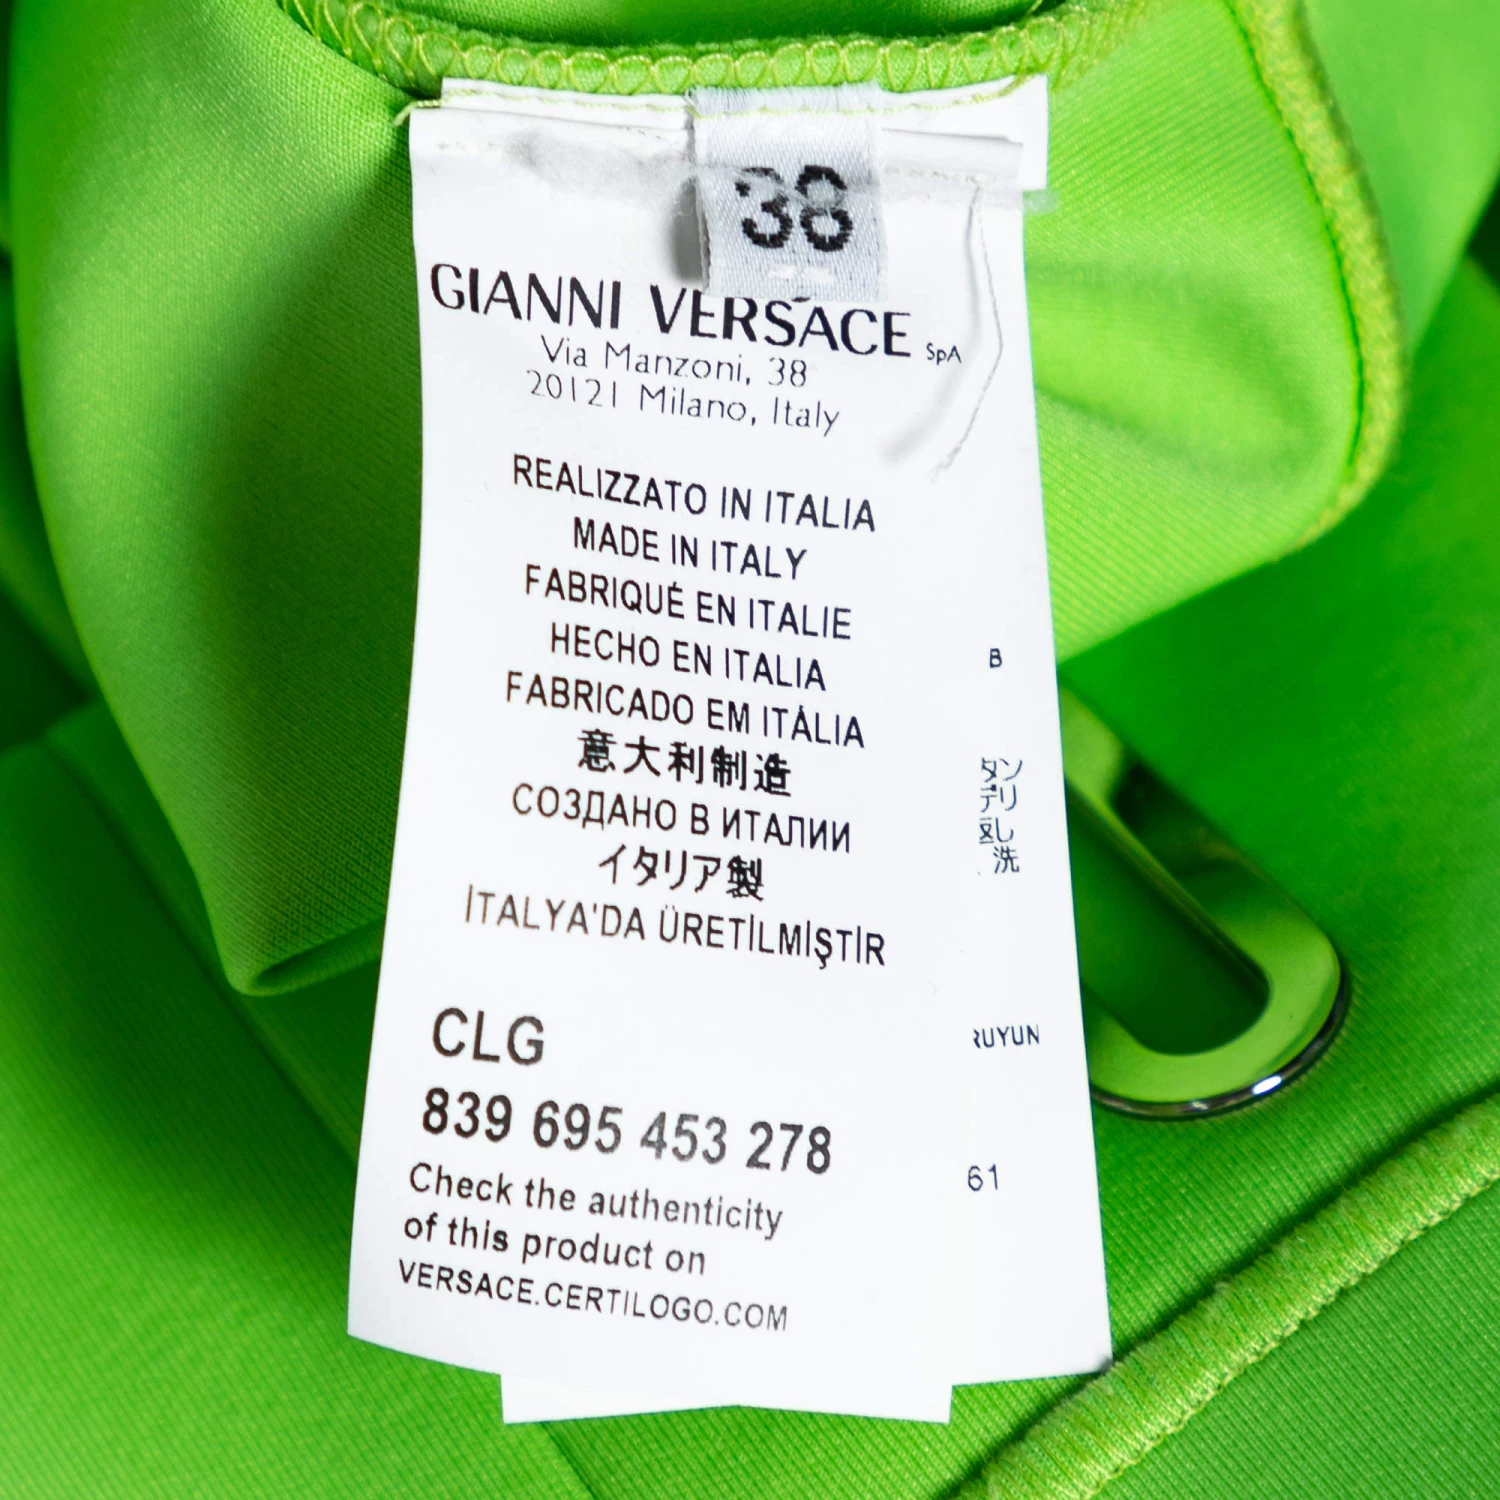 38
GIANNI VERSACE SpA
Via Manzoni, 38
20121 Milano, Italy
REALIZZATO IN ITALIA
MADE IN ITALY
FABRIQUÉ EN ITALIE
HECHO EN ITALIA
FABRICADO EM ITÁLIA
意大利制造
СОЗДАНО В ИТАЛИИ
イタリア製
İTALYA'DA ÜRETİLMİŞTİR
CLG
839 695 453 278
Check the authenticity
of this product on
VERSACE.CERTILOGO.COM
B
洗
61